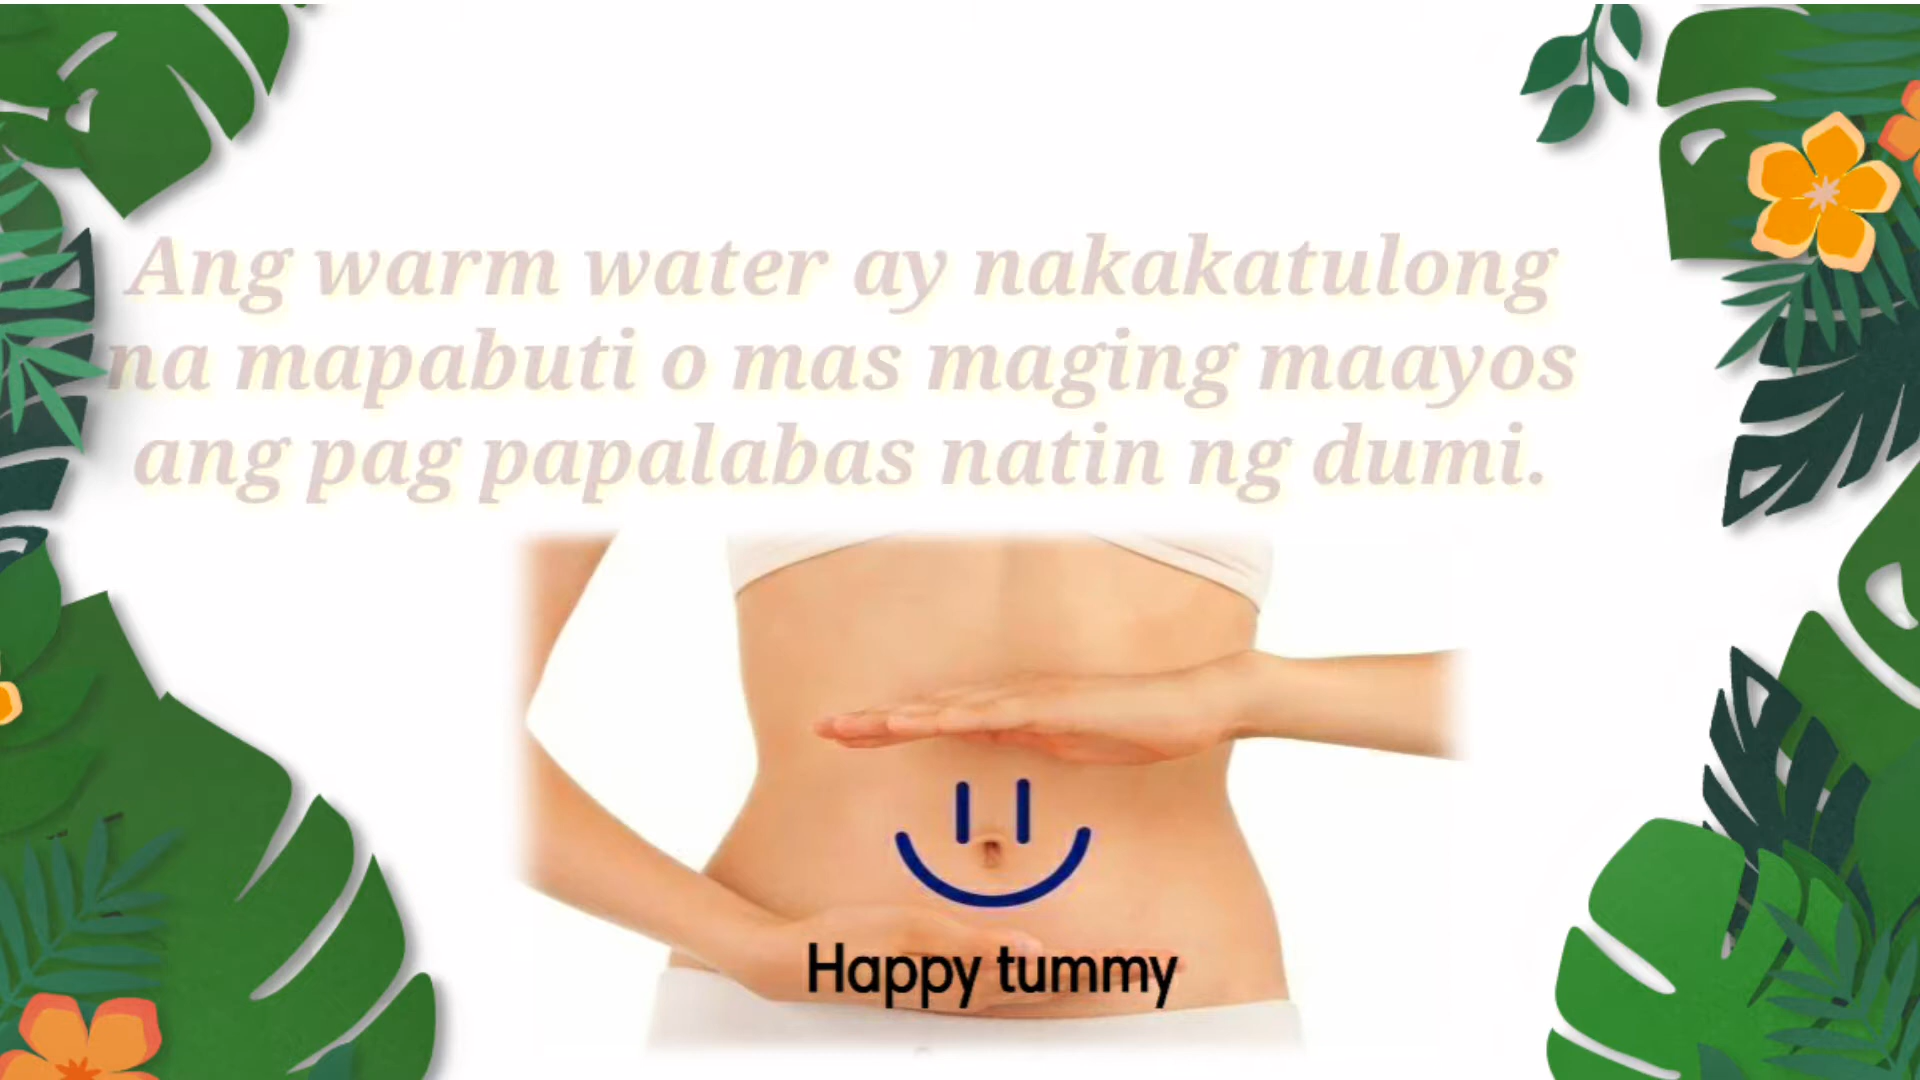 Ang warm water ay nakakatulong
na mapabuti o mas maging maayos
ang pag papalabas natin ng dumi.
Happy tummy